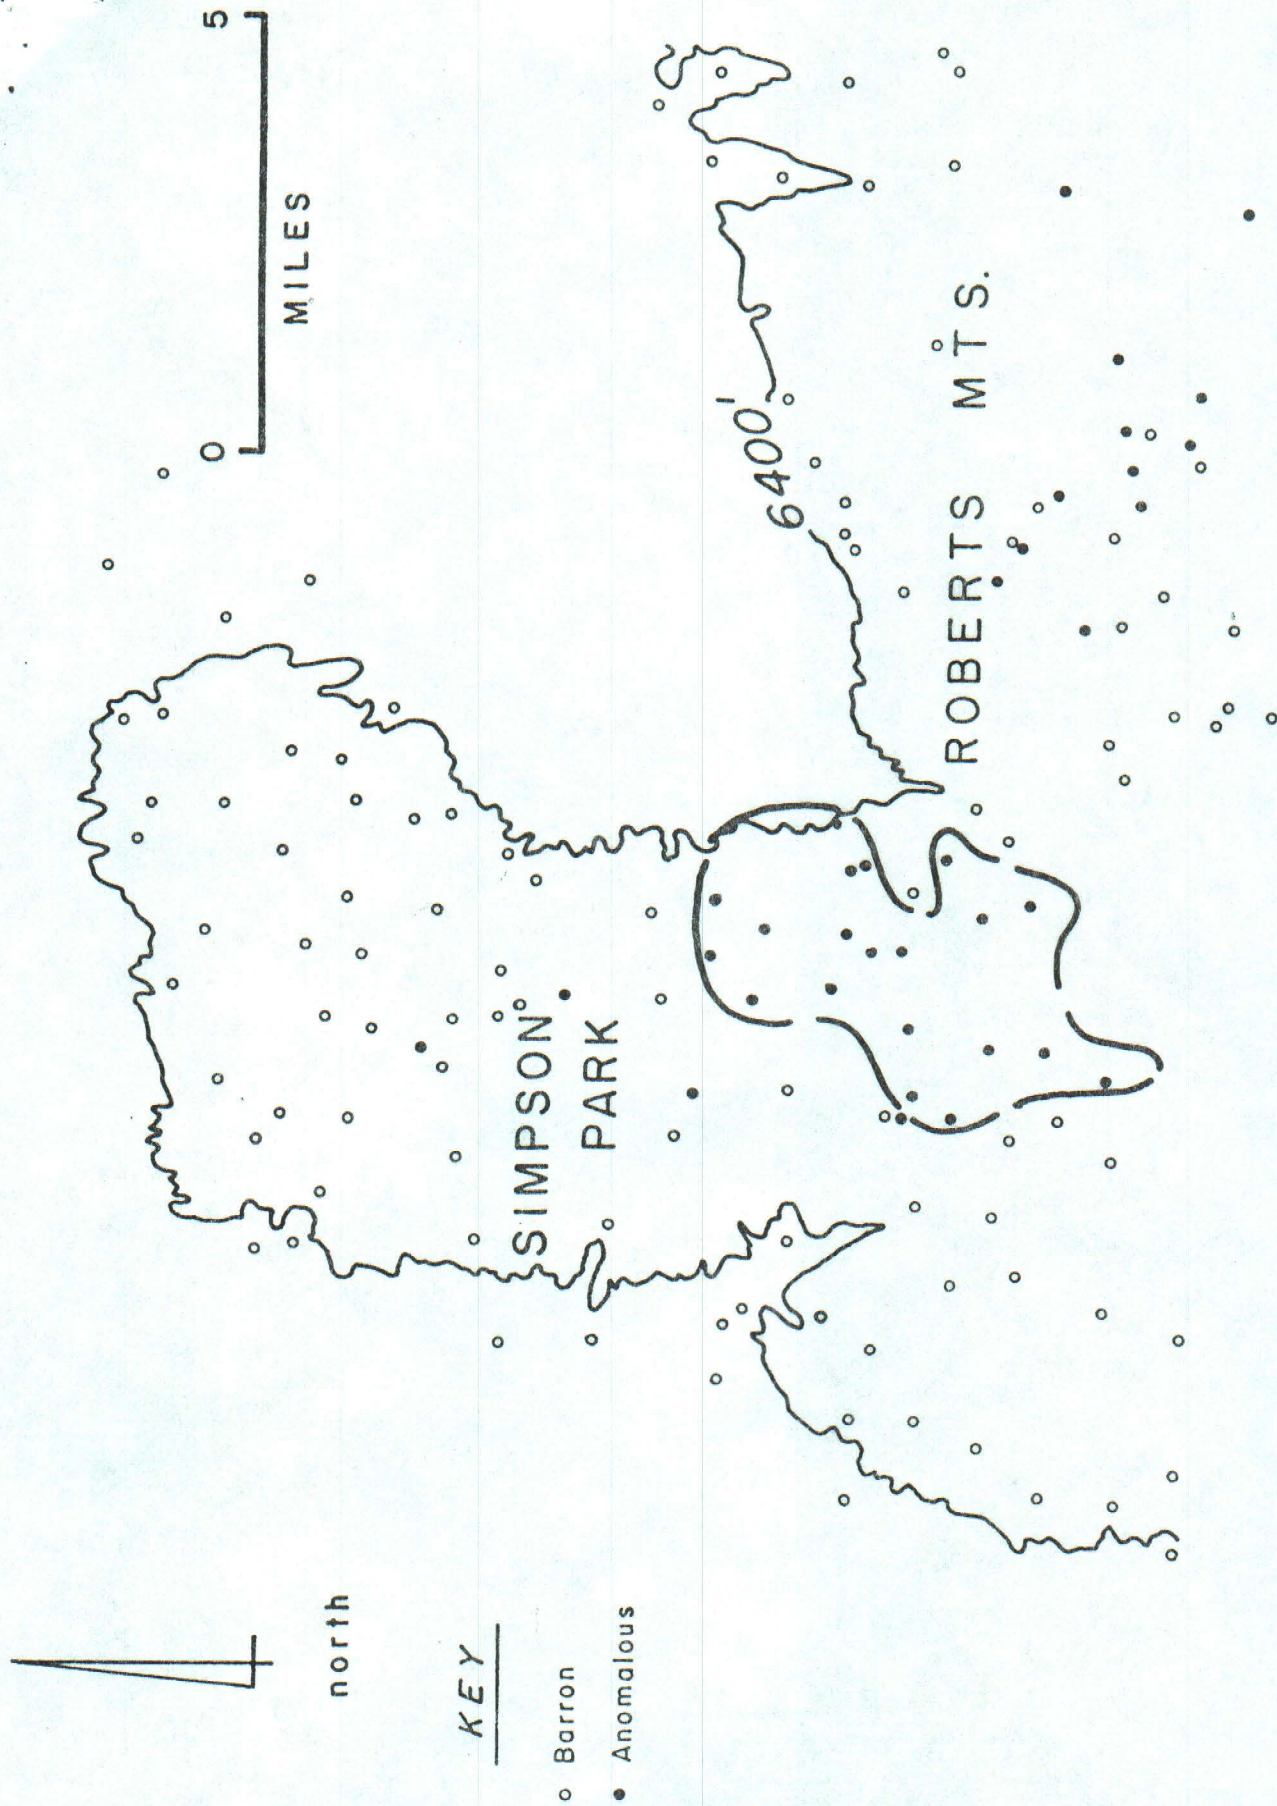 north
KEY
Barron
Anomalous
SIMPSON
PARK
6400'
ROBERTS MTS.
0 5
MILES